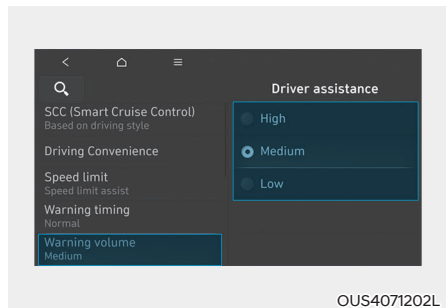 Driver assistance
SCC (Smart Cruise Control)
Based on driving style
Driving Convenience
Speed limit
Speed limit assist
Warning timing
Normal
Warning volume
Medium
High
Medium
Low
OUS4071202L